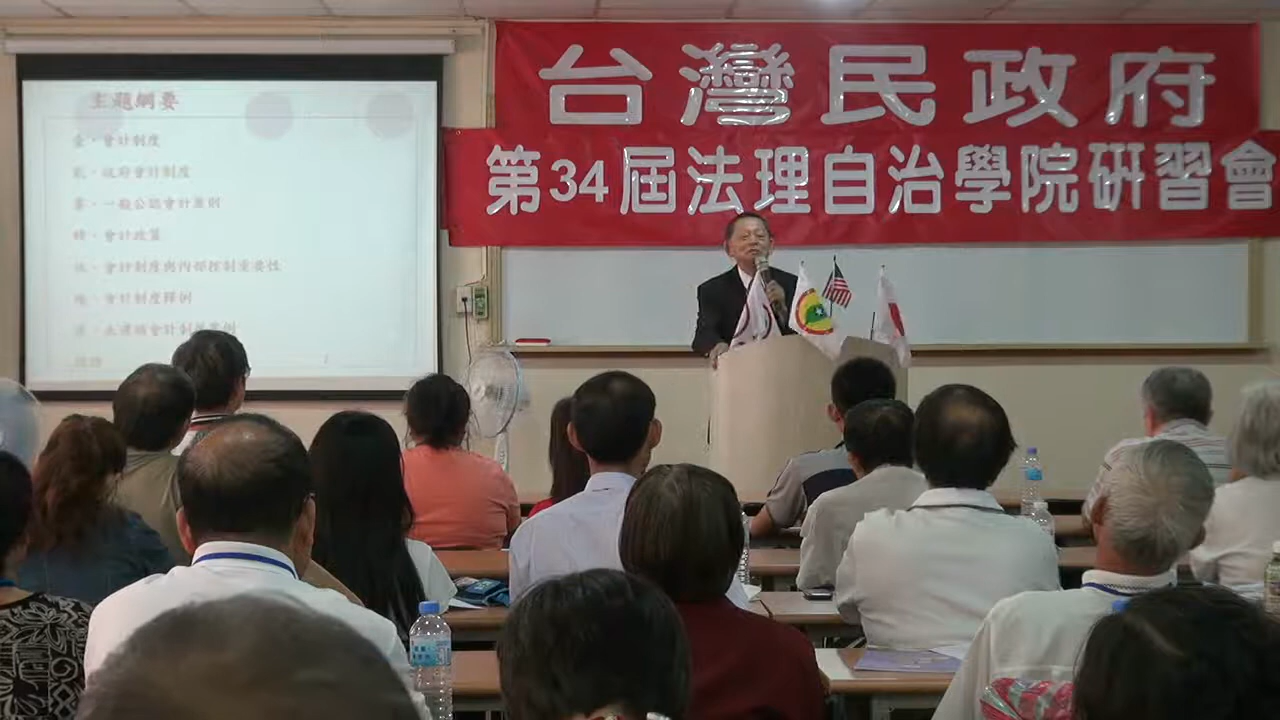 台灣民政府
第34屆法理自治學院研習會
主題綱要
壹、會計制度
貳、政府會計制度
參、一般公認會計原則
肆、會計政策
伍、會計制度與內部控制重要性
陸、會計制度釋例